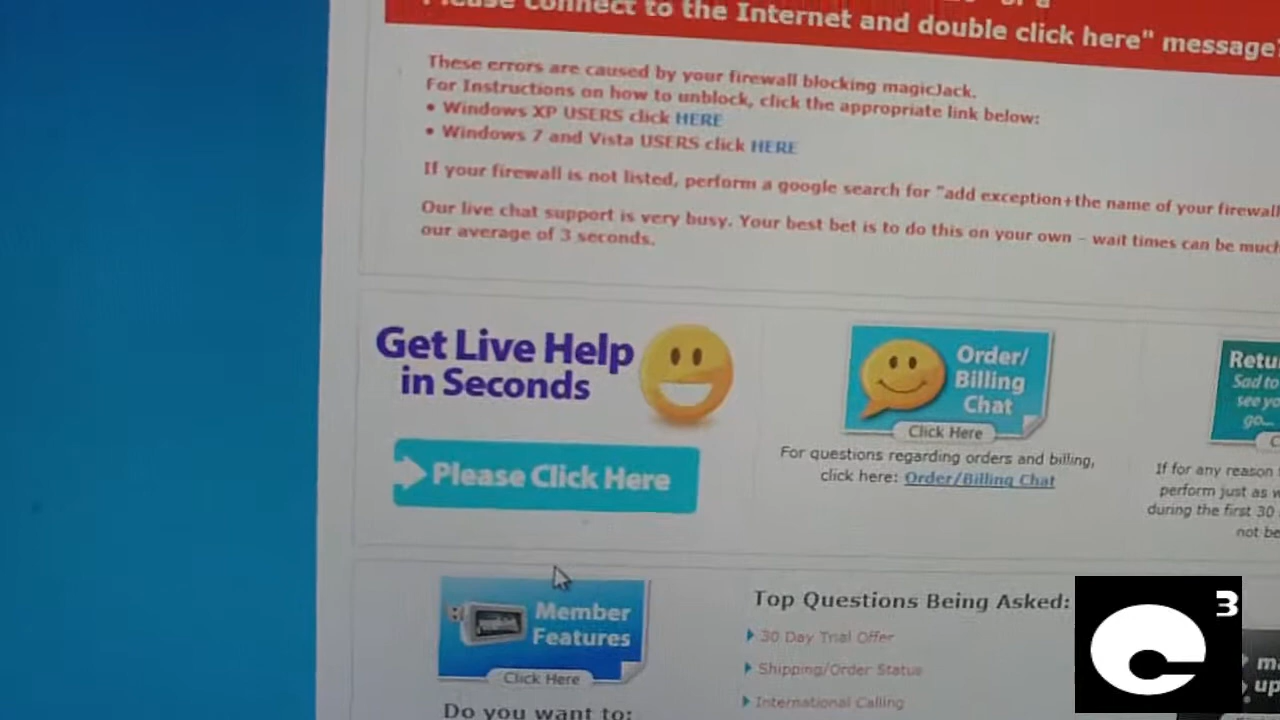 Please connect to the Internet and double click here" message
These errors are caused by your firewall blocking magicJack.
For Instructions on how to unblock, click the appropriate link below:
• Windows XP USERS click HERE
• Windows 7 and Vista USERS click HERE
If your firewall is not listed, perform a google search for "add exception+the name of your firewall
Our live chat support is very busy. Your best bet is to do this on your own - wait times can be much
our average of 3 seconds.
Get Live Help
in Seconds
Please Click Here
Order/
Billing
Chat
Click Here
For questions regarding orders and billing,
click here: Order/Billing Chat
Sad to
see yo
go...
If for any reason
perform just as
during the first 30
not be
Member
Features
Click Here
Do you want to:
Top Questions Being Asked:
30 Day Trial Offer
Shipping/Order Status
International Calling
3